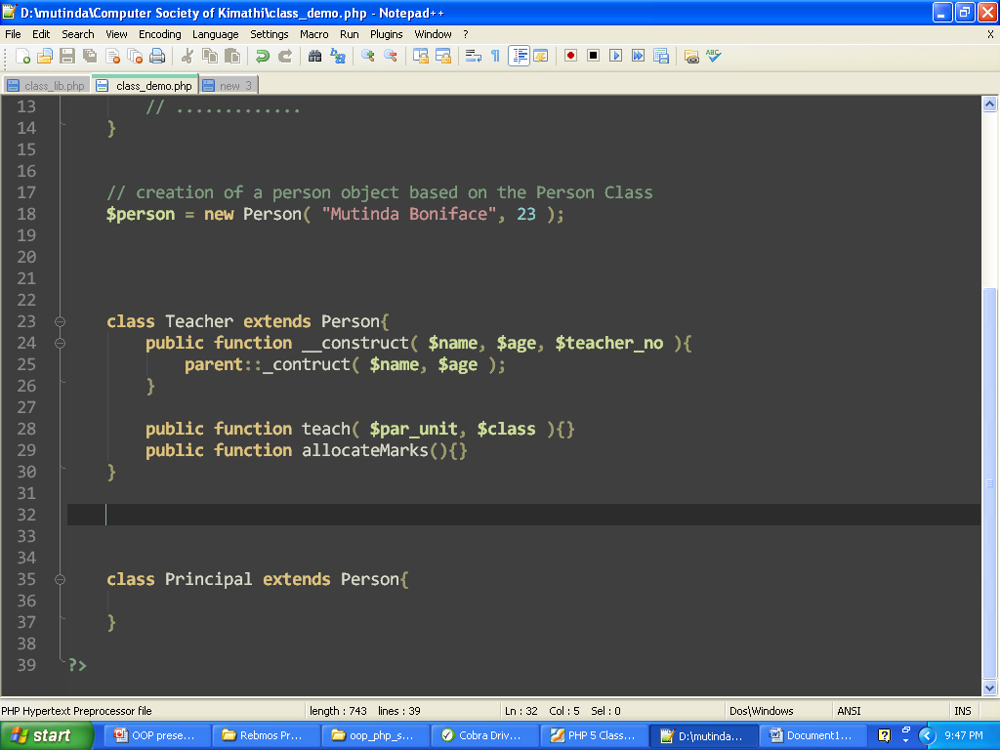 D:\mutinda\Computer Society of Kimathi\class_demo.php - Notepad++
File Edit Search View Encoding Language Settings Macro Run Plugins Window ? X
class_lib.php class_demo.php new 3
13 // .............
14 }
15
16
17 // creation of a person object based on the Person Class
18 $person = new Person( "Mutinda Boniface", 23 );
19
20
21
22
23 class Teacher extends Person{
24 public function __construct( $name, $age, $teacher_no ){
25 parent::_contruct( $name, $age );
26 }
27
28 public function teach( $par_unit, $class ){}
29 public function allocateMarks(){}
30 }
31
32
33
34
35 class Principal extends Person{
36
37 }
38
39 ?>
PHP Hypertext Preprocessor file length : 743 lines : 39 Ln : 32 Col : 5 Sel : 0 Dos\Windows ANSI INS
start OOP prese... Rebmos Pr... oop_php_s... Cobra Driv... PHP 5 Class... D:\mutinda... Document1... 9:47 PM